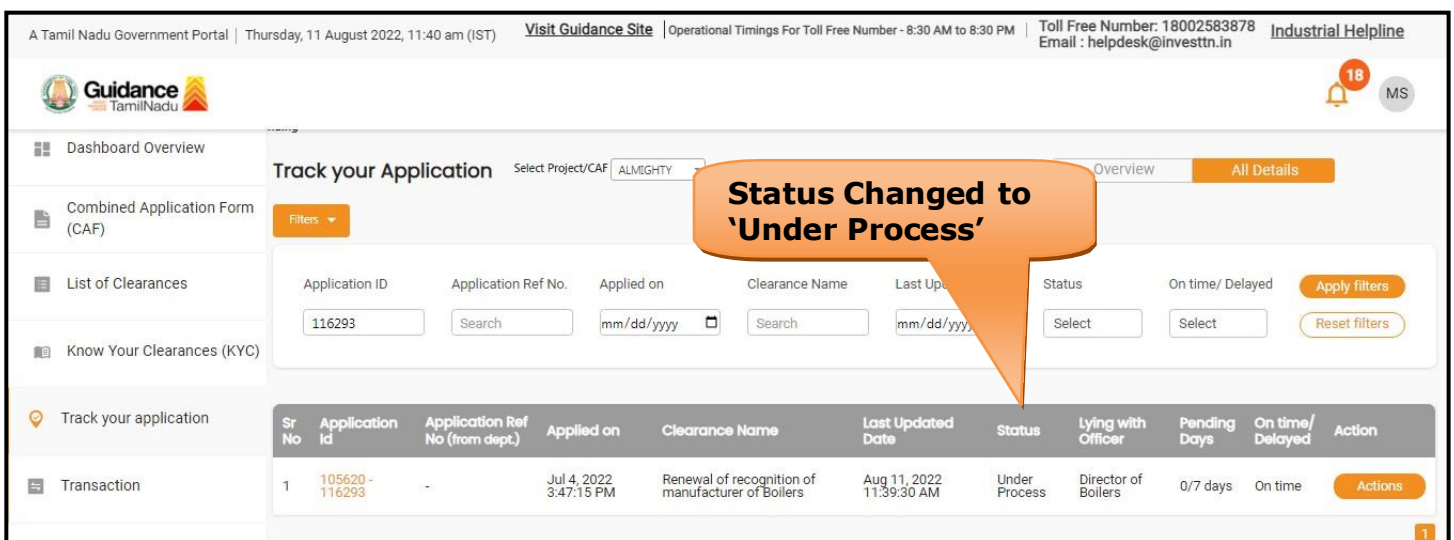 A Tamil Nadu Government Portal | Thursday, 11 August 2022, 11:40 am (IST) Visit Guidance Site | Operational Timings For Toll Free Number - 8:30 AM to 8:30 PM | Toll Free Number: 18002583878 Industrial Helpline
Email : helpdesk@investtn.in
Guidance
TamilNadu
18
MS
Dashboard Overview
Track your Application Select Project/CAF ALMIGHTY Overview All Details
Status Changed to
‘Under Process’
Combined Application Form
(CAF)
Filters
List of Clearances
Application ID Application Ref No. Applied on Clearance Name Last Status On time/ Delayed Apply filters
116293 Search mm/dd/yyyy Search mm/dd/yyyy Select Select Reset filters
Know Your Clearances (KYC)
Track your application
Sr No Application Id Application Ref No (from dept.) Applied on Clearance Name Last Updated Date Status Lying with Officer Pending Days On time/ Delayed Action
Transaction
1 105620 - 116293 - Jul 4, 2022 3:47:15 PM Renewal of recognition of manufacturer of Boilers Aug 11, 2022 11:39:30 AM Under Process Director of Boilers 0/7 days On time Actions
1